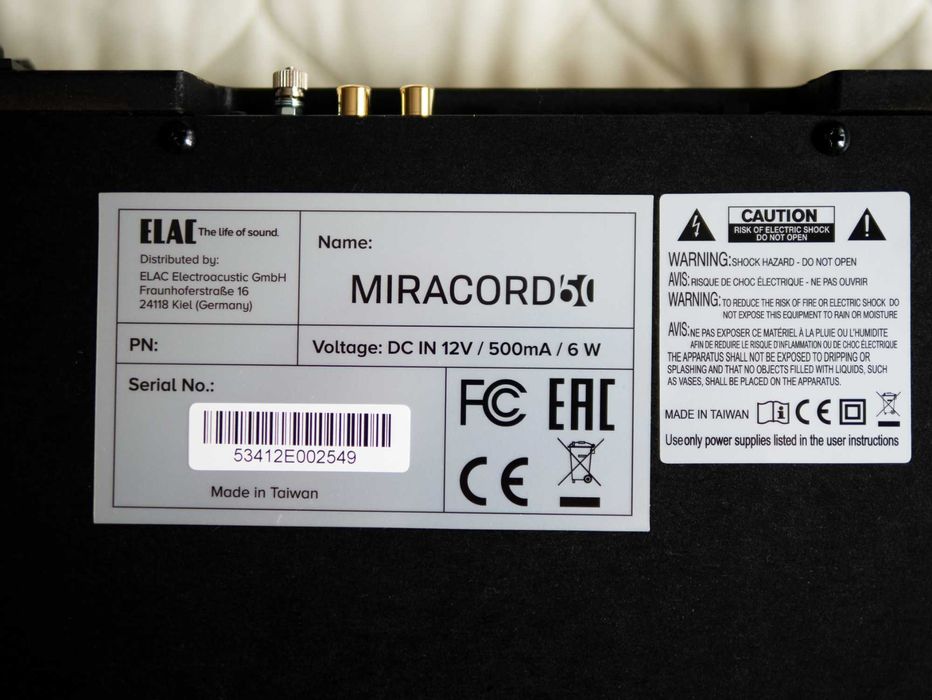 ELAC The life of sound.
Distributed by:
ELAC Electroacustic GmbH
Fraunhoferstraße 16
24118 Kiel (Germany)
Name:
MIRACORD 50
PN:
Voltage: DC IN 12V / 500mA / 6 W
Serial No.:
53412E002549
Made in Taiwan
FC EAC
CE
CAUTION
RISK OF ELECTRIC SHOCK
DO NOT OPEN
WARNING: SHOCK HAZARD - DO NOT OPEN
AVIS: RISQUE DE CHOC ÉLECTRIQUE - NE PAS OUVRIR
WARNING: TO REDUCE THE RISK OF FIRE OR ELECTRIC SHOCK DO
NOT EXPOSE THIS EQUIPMENT TO RAIN OR MOISTURE
AVIS: NE PAS EXPOSER CE MATÉRIEL À LA PLUIE OU L'HUMIDITE
AFIN DE REDUIRE LE RISQUE D'INFLAMMATION OU DE CHOC ÉLECTRIQUE
THE APPARATUS SHALL NOT BE EXPOSED TO DRIPPING OR
SPLASHING AND THAT NO OBJECTS FILLED WITH LIQUIDS, SUCH
AS VASES, SHALL BE PLACED ON THE APPARATUS.
MADE IN TAIWAN i CE
Use only power supplies listed in the user instructions